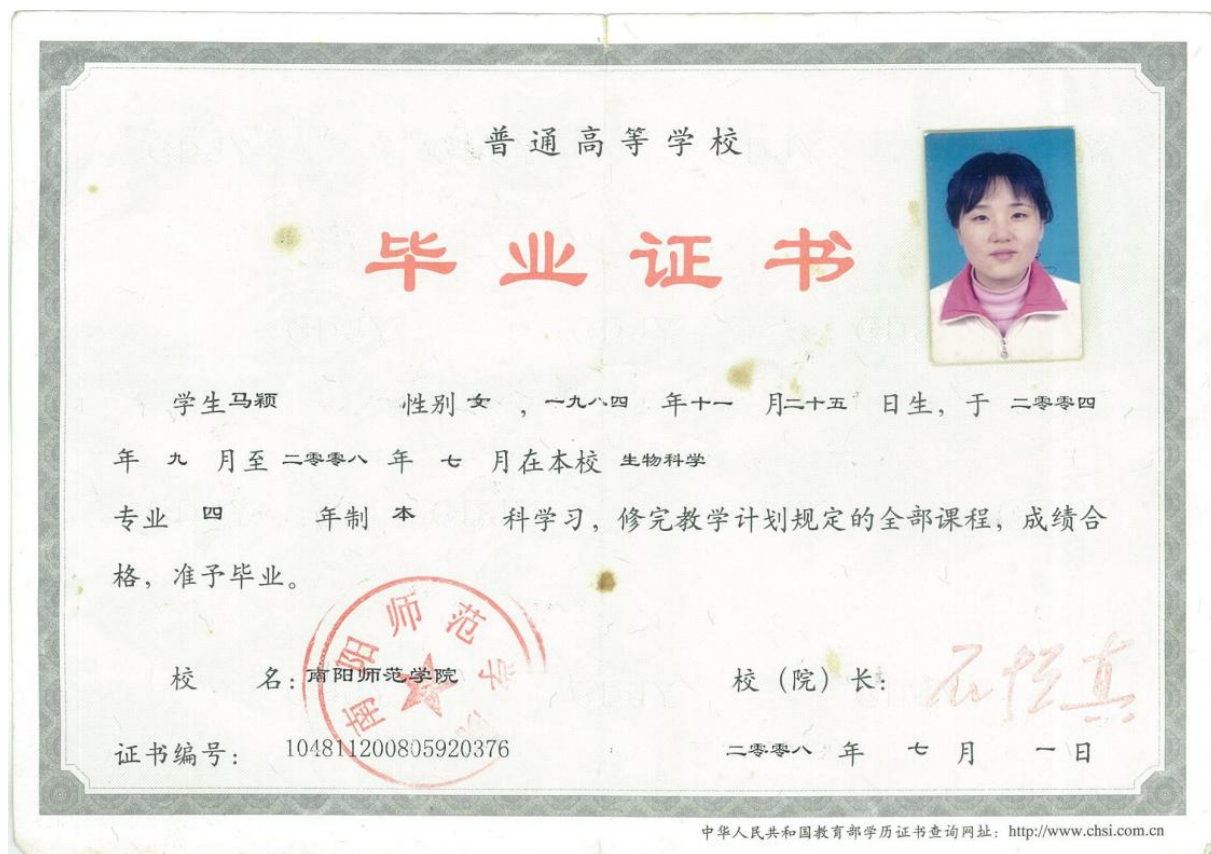 普通高等学校
毕业证书
学生马颖 性别女,一九八四 年十一 月二十五 日生,于 二零零四
年 九 月至二零零八 年 七 月在本校 生物科学
专业 四 年制 本 科学习,修完教学计划规定的全部课程,成绩合
格,准予毕业。
南阳师范学院
校 名:南阳师范学院 校(院)长:
证书编号: 104811200805920376 二零零八 年 七 月 一日
中华人民共和国教育部学历证书查询网址:http://www.chsi.com.cn